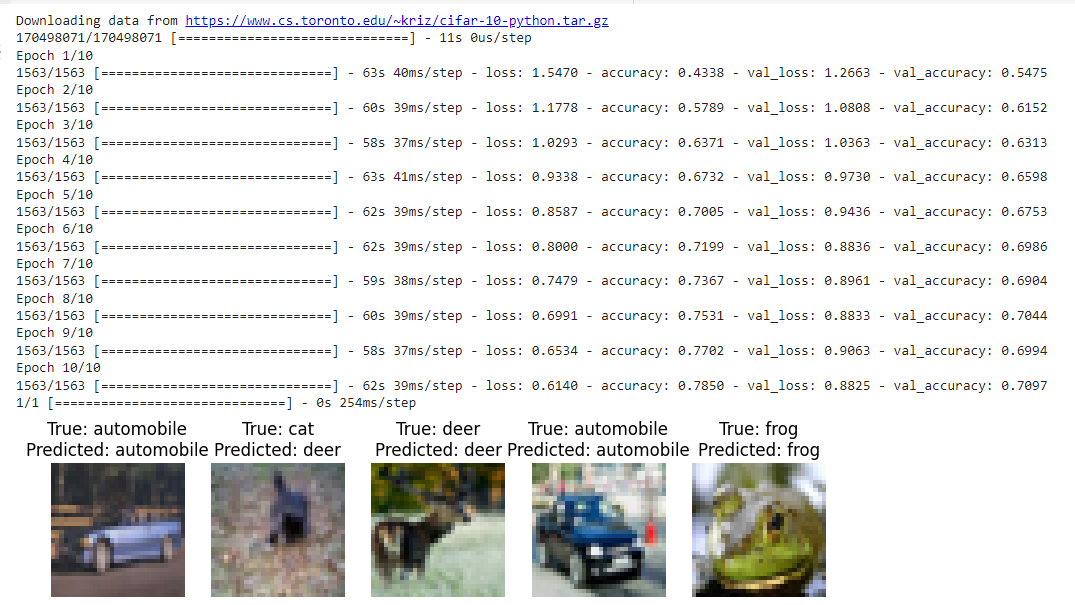 Downloading data from https://www.cs.toronto.edu/~kriz/cifar-10-python.tar.gz
170498071/170498071 [==============================] - 11s 0us/step
Epoch 1/10
1563/1563 [==============================] - 63s 40ms/step - loss: 1.5470 - accuracy: 0.4338 - val_loss: 1.2663 - val_accuracy: 0.5475
Epoch 2/10
1563/1563 [==============================] - 60s 39ms/step - loss: 1.1778 - accuracy: 0.5789 - val_loss: 1.0808 - val_accuracy: 0.6152
Epoch 3/10
1563/1563 [==============================] - 58s 37ms/step - loss: 1.0293 - accuracy: 0.6371 - val_loss: 1.0363 - val_accuracy: 0.6313
Epoch 4/10
1563/1563 [==============================] - 63s 41ms/step - loss: 0.9338 - accuracy: 0.6732 - val_loss: 0.9730 - val_accuracy: 0.6598
Epoch 5/10
1563/1563 [==============================] - 62s 39ms/step - loss: 0.8587 - accuracy: 0.7005 - val_loss: 0.9436 - val_accuracy: 0.6753
Epoch 6/10
1563/1563 [==============================] - 62s 39ms/step - loss: 0.8000 - accuracy: 0.7199 - val_loss: 0.8836 - val_accuracy: 0.6986
Epoch 7/10
1563/1563 [==============================] - 59s 38ms/step - loss: 0.7479 - accuracy: 0.7367 - val_loss: 0.8961 - val_accuracy: 0.6904
Epoch 8/10
1563/1563 [==============================] - 60s 39ms/step - loss: 0.6991 - accuracy: 0.7531 - val_loss: 0.8833 - val_accuracy: 0.7044
Epoch 9/10
1563/1563 [==============================] - 58s 37ms/step - loss: 0.6534 - accuracy: 0.7702 - val_loss: 0.9063 - val_accuracy: 0.6994
Epoch 10/10
1563/1563 [==============================] - 62s 39ms/step - loss: 0.6140 - accuracy: 0.7850 - val_loss: 0.8825 - val_accuracy: 0.7097
1/1 [==============================] - 0s 254ms/step
True: automobile True: cat True: deer True: automobile True: frog
Predicted: automobile Predicted: deer Predicted: deer Predicted: automobile Predicted: frog